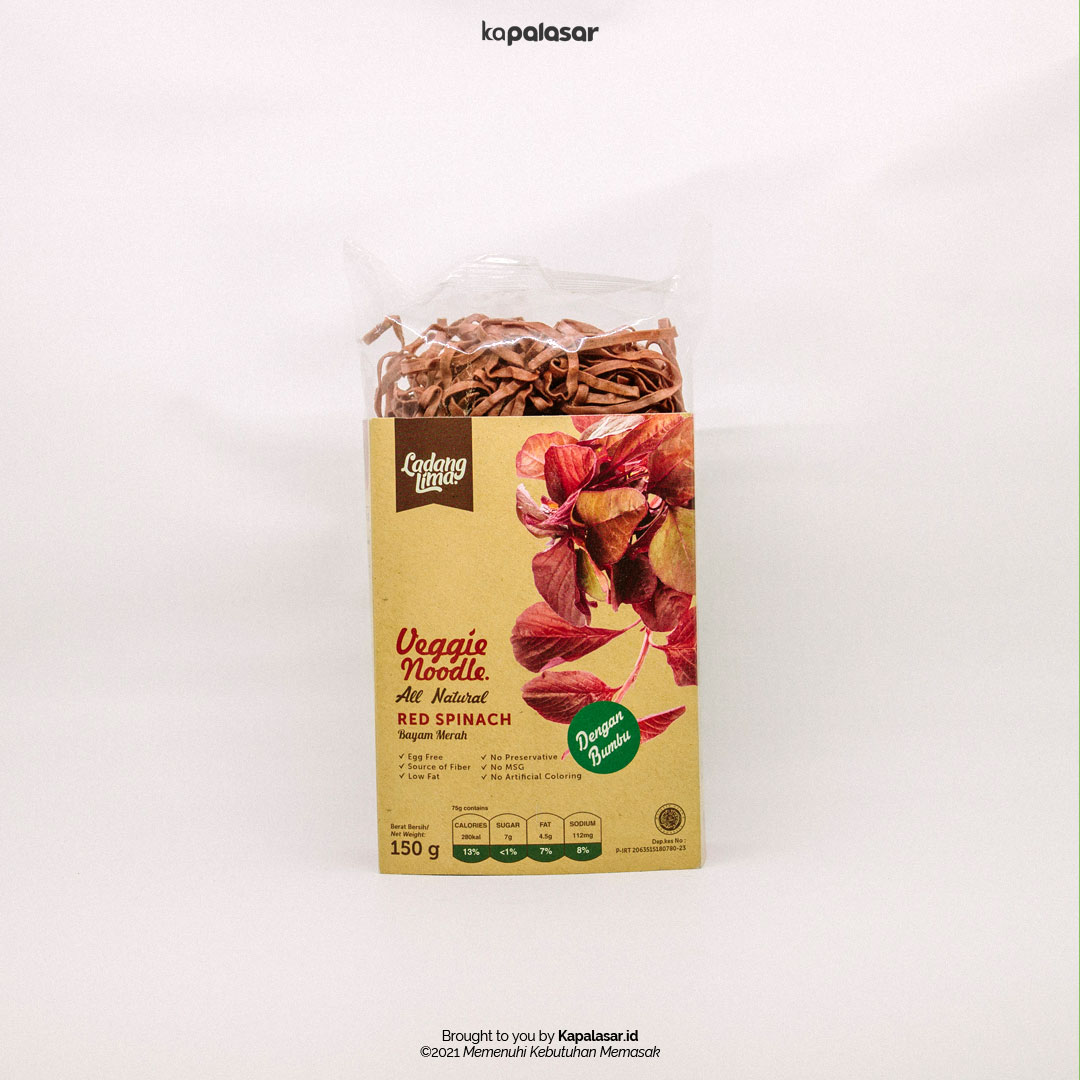 kapalasar
Ladang
Lima.
Veggie
Noodle.
All Natural
RED SPINACH
Bayam Merah
✓ Egg Free
✓ Source of Fiber
✓ Low Fat
✓ No Preservative
✓ No MSG
✓ No Artificial Coloring
Dengan
Bumbu
75g contains
CALORIES SUGAR FAT SODIUM
280kal 7g 4.5g 112mg
13% <1% 7% 8%
Berat Bersih/
Net Weight:
150 g
Dep.kes No :
P-IRT 2063515180780-23
Brought to you by Kapalasar.id
©2021 Memenuhi Kebutuhan Memasak